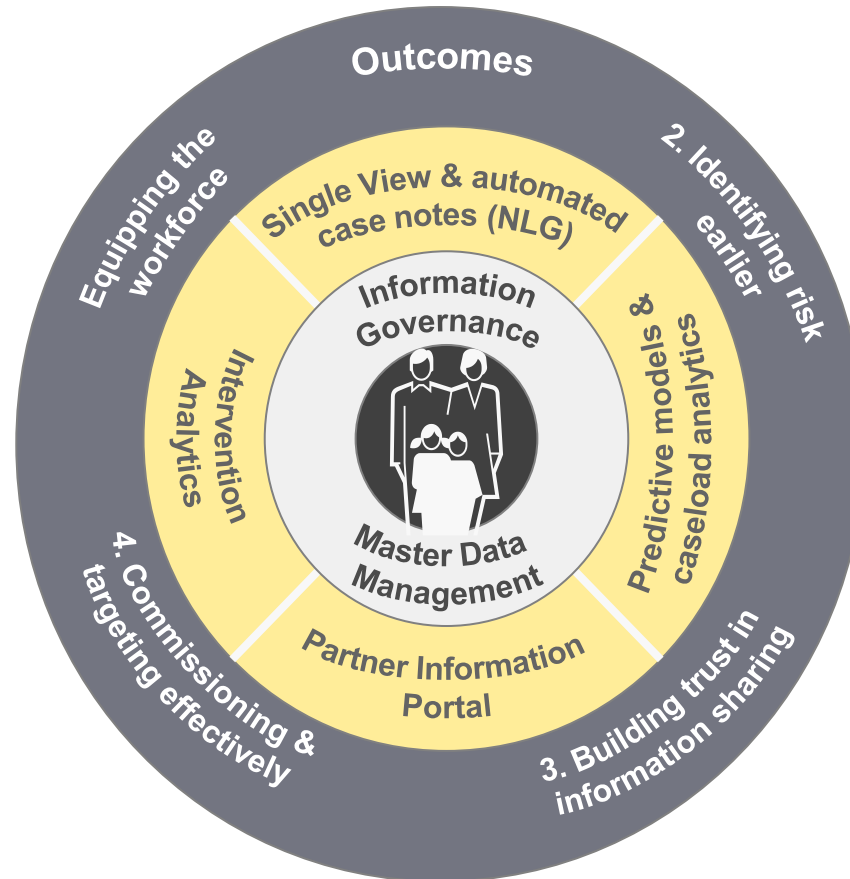 Outcomes
Equipping the
workforce
2. Identifying risk
earlier
3. Building trust in
information sharing
4. Commissioning &
targeting effectively
Single View & automated
case notes (NLG)
Predictive models &
caseload analytics
Partner Information
Portal
Intervention
Analytics
Information
Governance
Master Data
Management